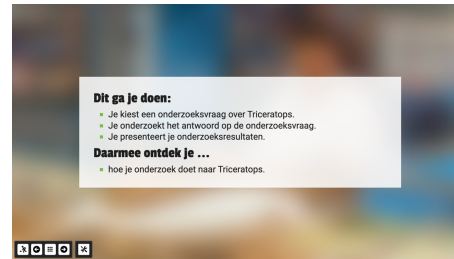 Dit ga je doen:
Je kiest een onderzoeksvraag over Triceratops.
Je onderzoekt het antwoord op de onderzoeksvraag.
Je presenteert je onderzoeksresultaten.
Daarmee ontdek je ...
hoe je onderzoek doet naar Triceratops.